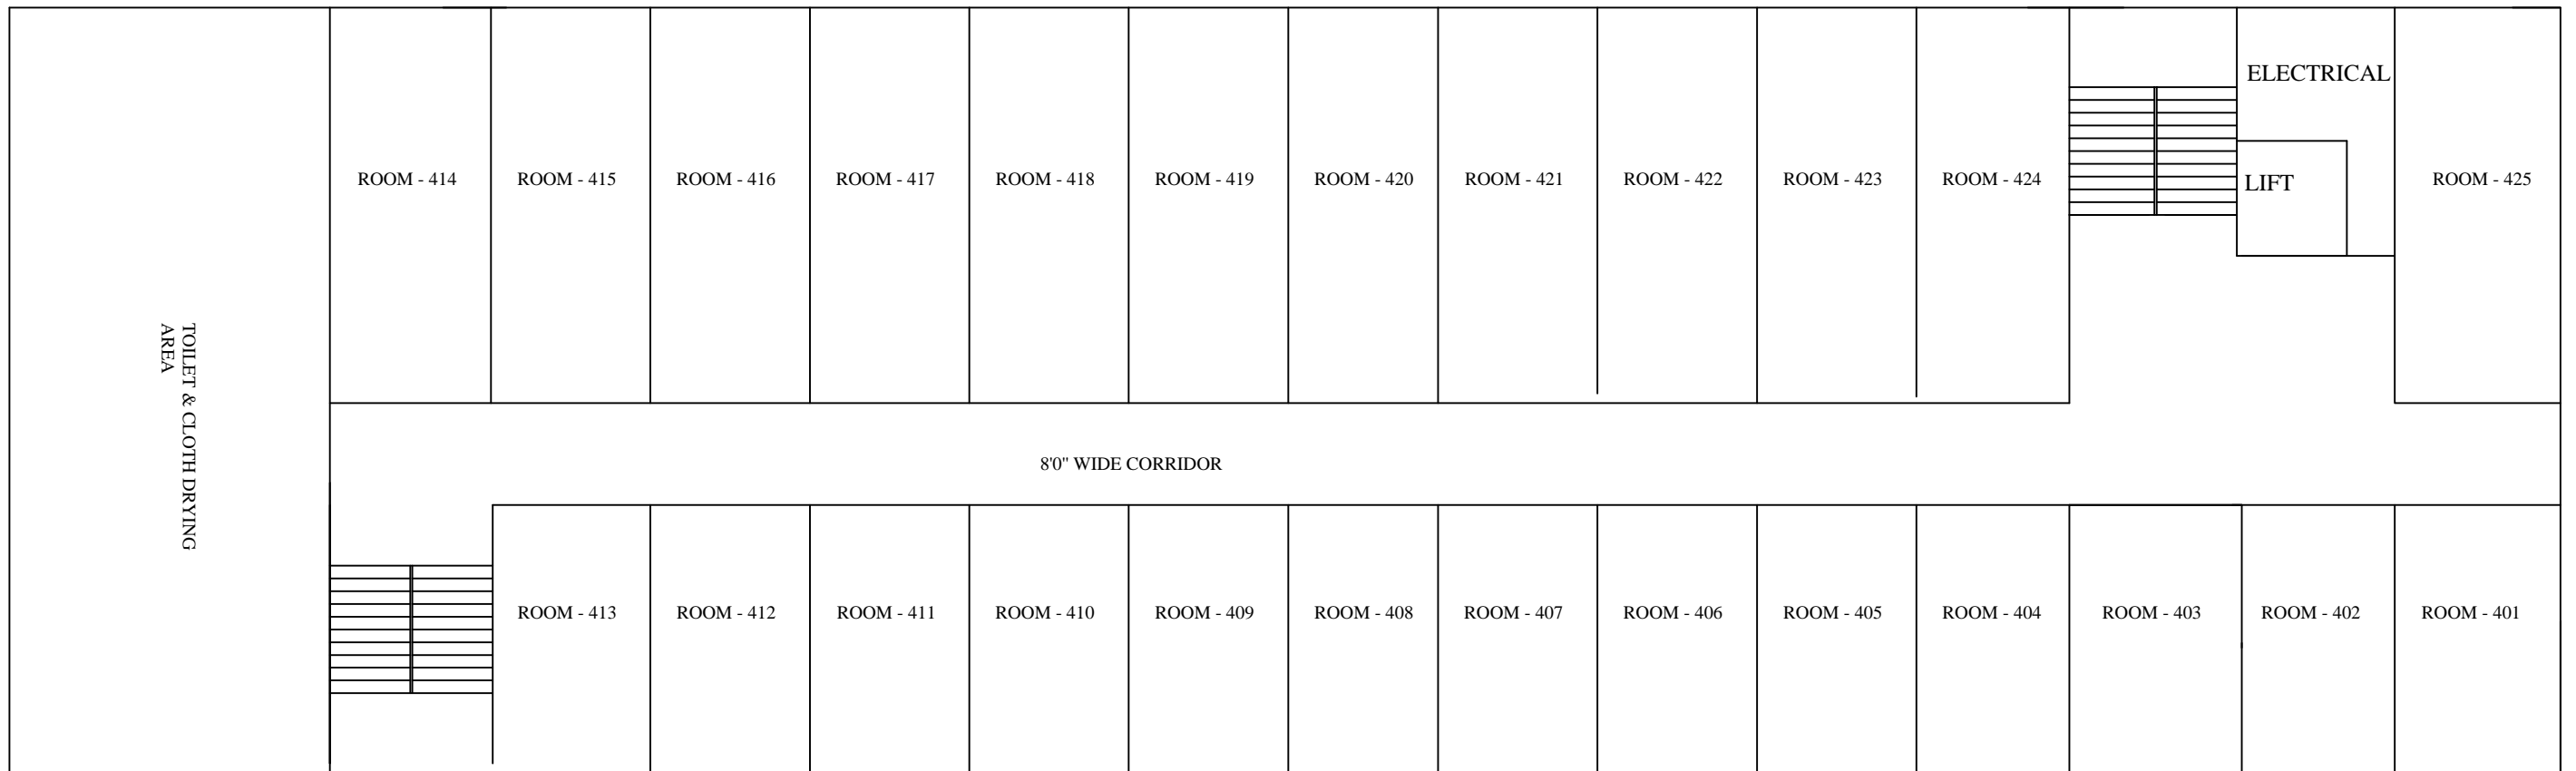 ELECTRICAL
ROOM - 414
ROOM - 415
ROOM - 416
ROOM - 417
ROOM - 418
ROOM - 419
ROOM - 420
ROOM - 421
ROOM - 422
ROOM - 423
ROOM - 424
LIFT
ROOM - 425
TOILET & CLOTH DRYING
AREA
8'0" WIDE CORRIDOR
ROOM - 413
ROOM - 412
ROOM - 411
ROOM - 410
ROOM - 409
ROOM - 408
ROOM - 407
ROOM - 406
ROOM - 405
ROOM - 404
ROOM - 403
ROOM - 402
ROOM - 401